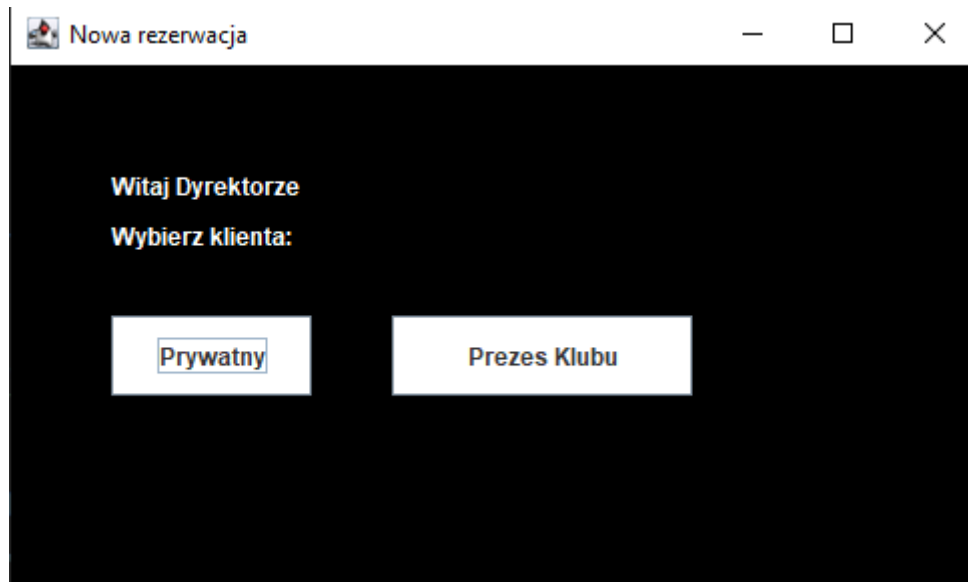 Nowa rezerwacja
Witaj Dyrektorze
Wybierz klienta:
Prywatny
Prezes Klubu